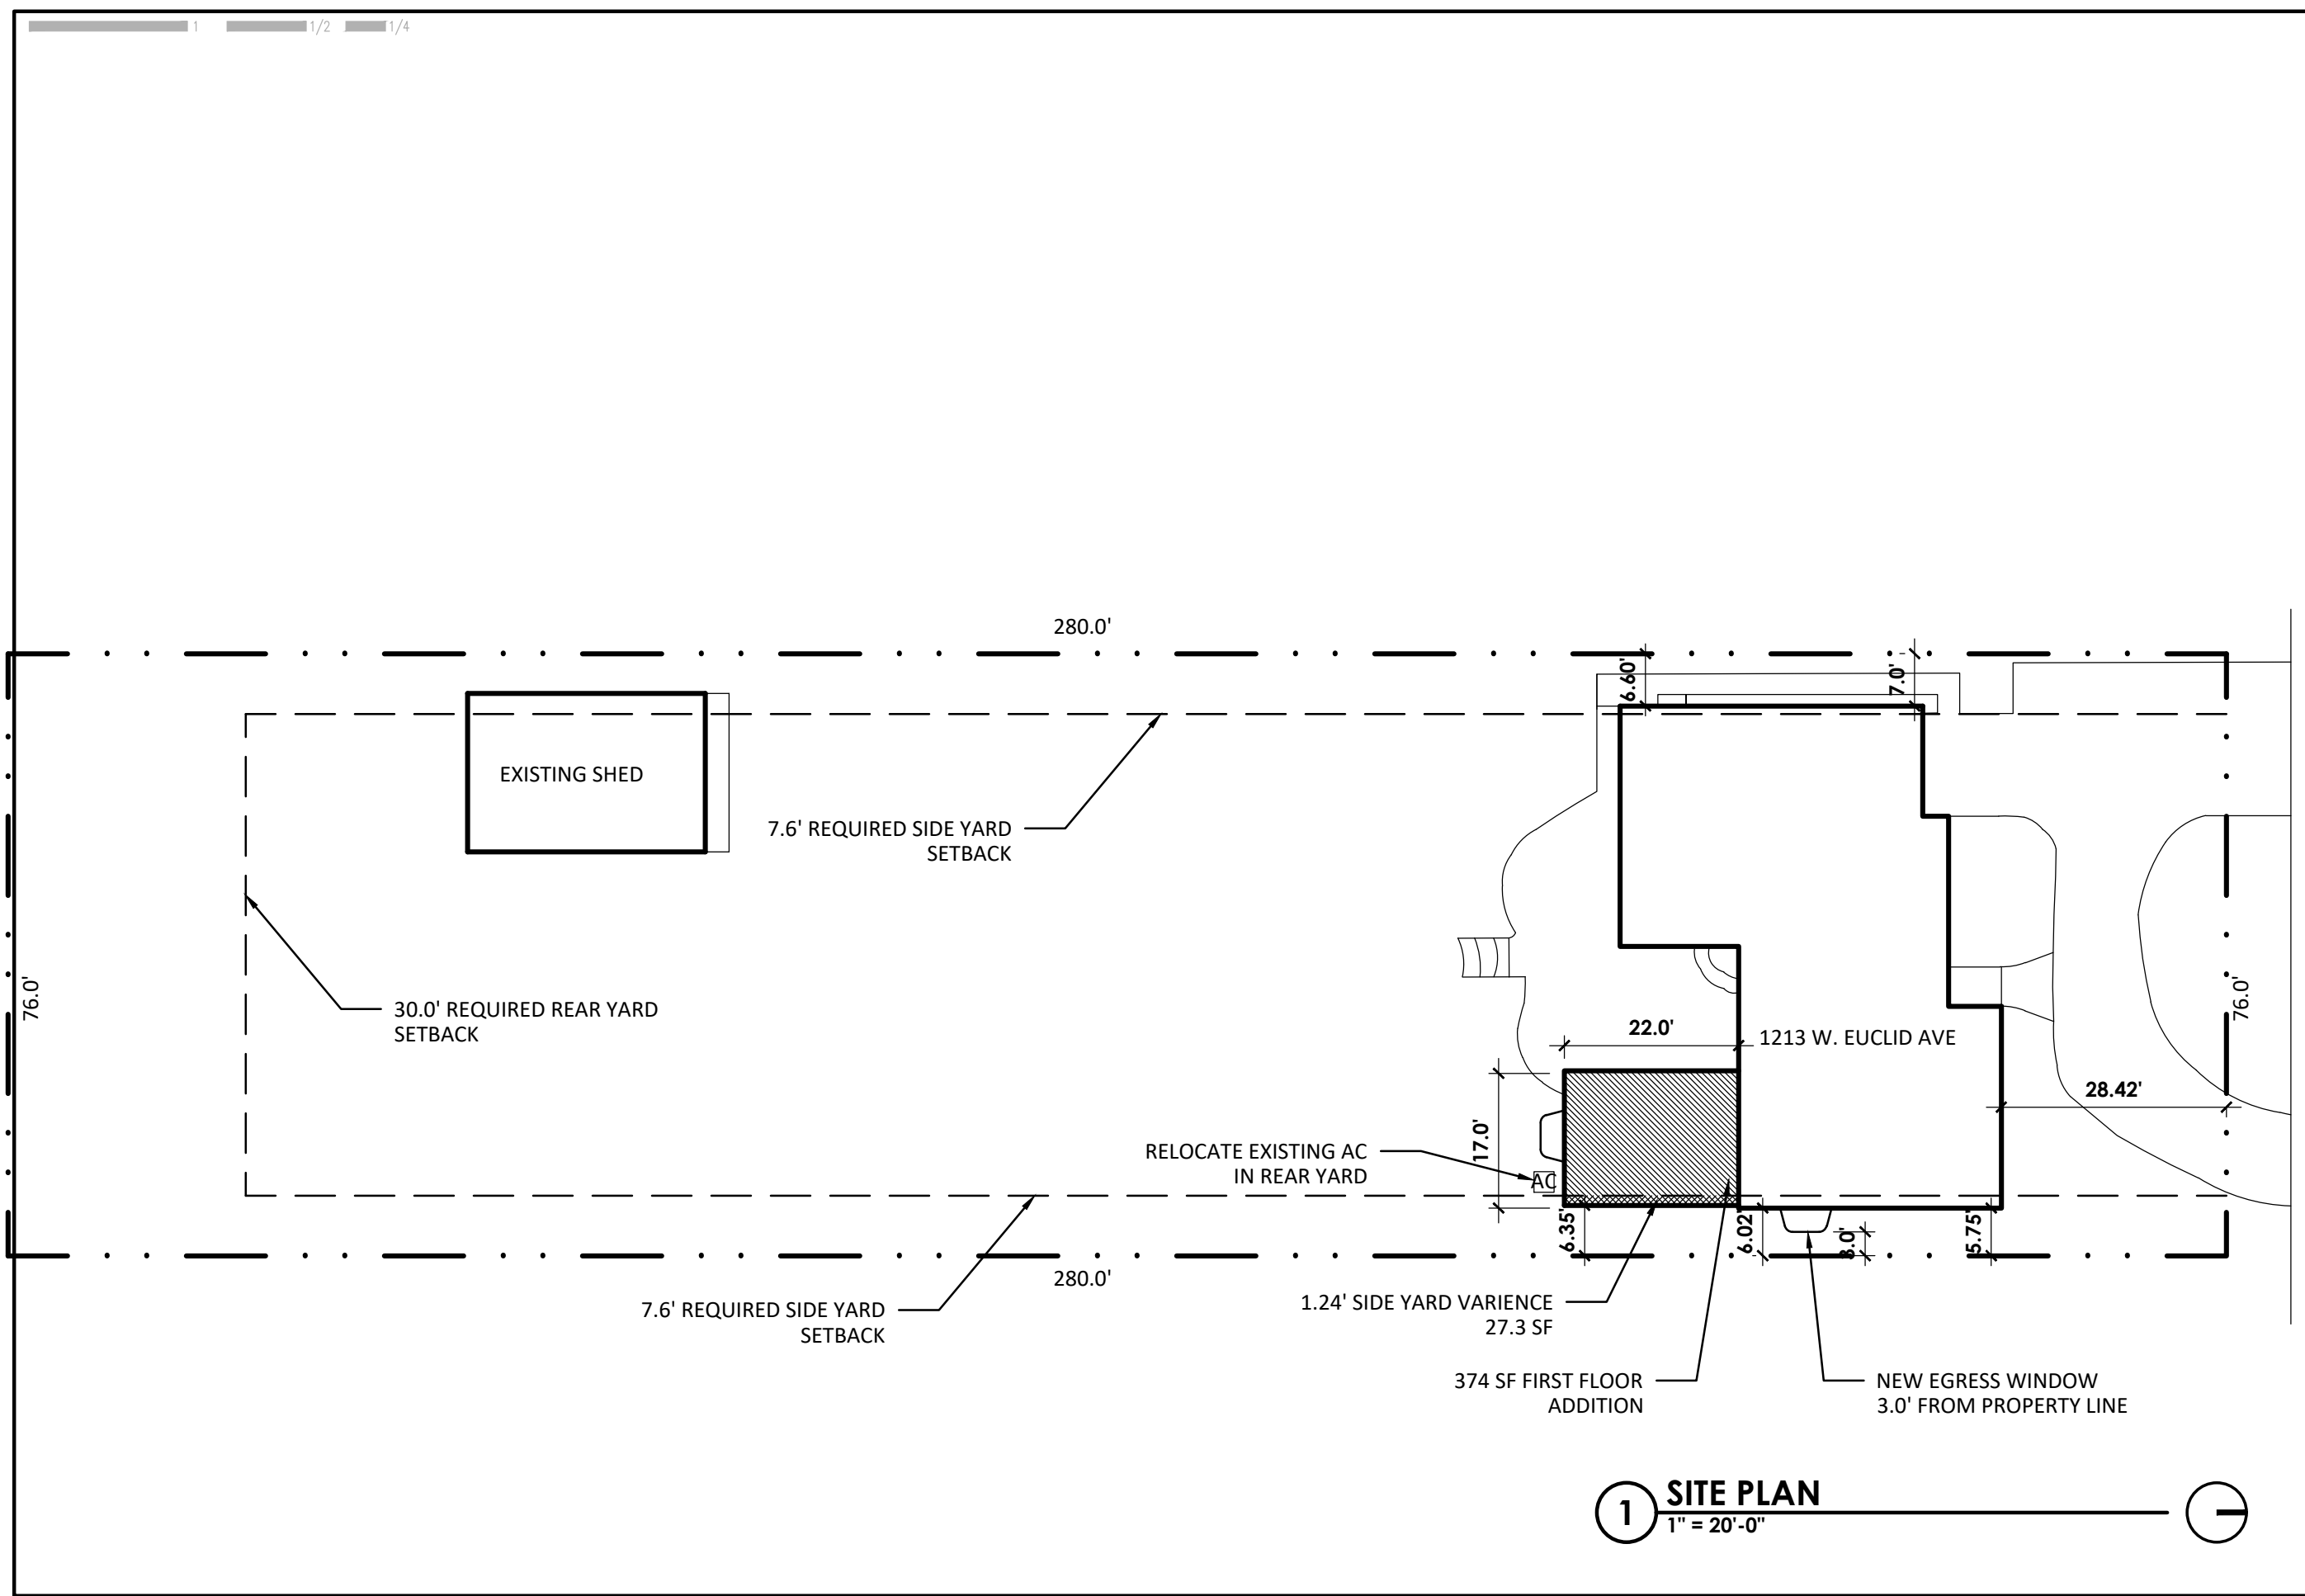 1 1/2 1/4
280.0'
6.60'
7.0'
EXISTING SHED
7.6' REQUIRED SIDE YARD
SETBACK
76.0'
30.0' REQUIRED REAR YARD
SETBACK
76.0'
22.0'
1213 W. EUCLID AVE
28.42'
17.0'
RELOCATE EXISTING AC
IN REAR YARD
AC
6.35'
6.02'
3.0'
5.75'
280.0'
7.6' REQUIRED SIDE YARD
SETBACK
1.24' SIDE YARD VARIENCE
27.3 SF
374 SF FIRST FLOOR
ADDITION
NEW EGRESS WINDOW
3.0' FROM PROPERTY LINE
1
SITE PLAN
1" = 20'-0"